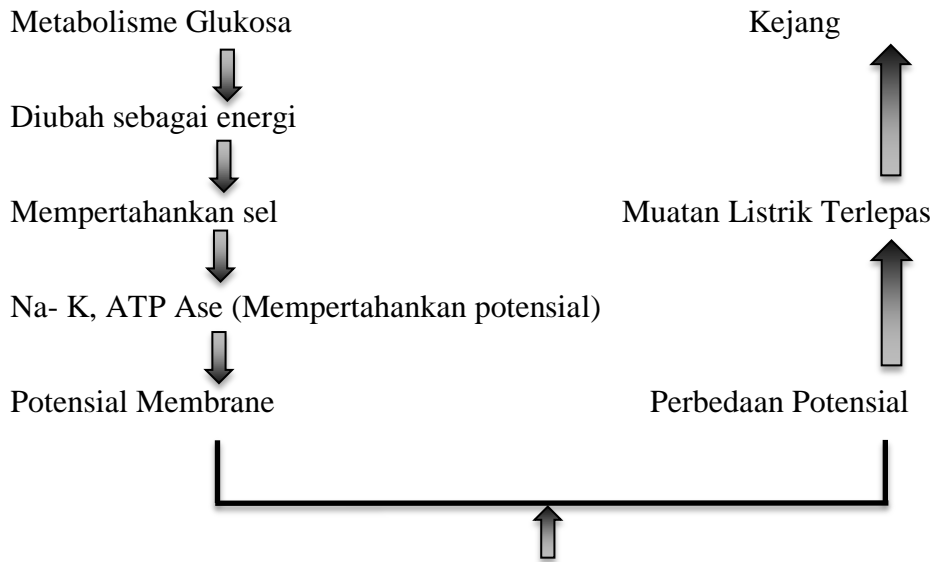 Metabolisme Glukosa
Kejang
Diubah sebagai energi
Mempertahankan sel
Muatan Listrik Terlepas
Na- K, ATP Ase (Mempertahankan potensial)
Potensial Membrane
Perbedaan Potensial